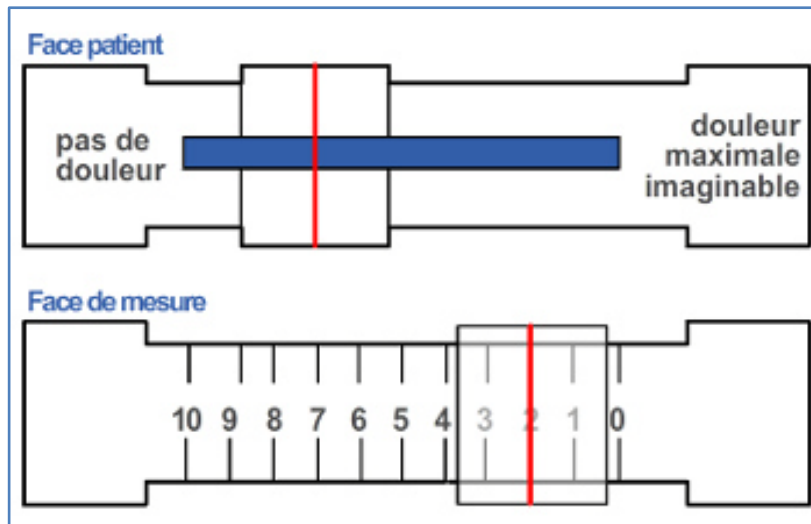 Face patient
pas de
douleur
douleur
maximale
imaginable
Face de mesure
10 9 8 7 6 5 4 3 2 1 0